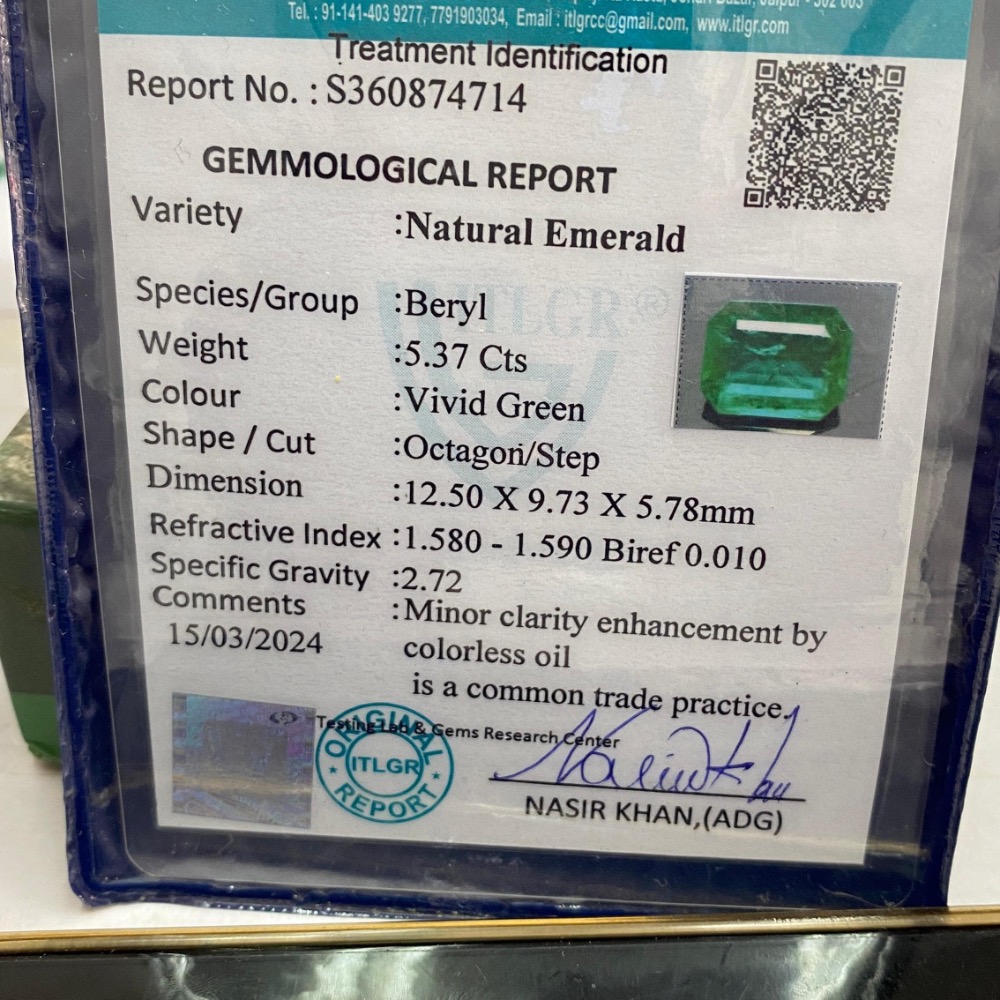 Tel. : 91-141-403 9277, 7791903034, Email : itlgrcc@gmail.com, www.itlgr.com
Treatment Identification
Report No. : S360874714
GEMMOLOGICAL REPORT
Variety :Natural Emerald
Species/Group :Beryl
Weight :5.37 Cts
Colour :Vivid Green
Shape / Cut :Octagon/Step
Dimension :12.50 X 9.73 X 5.78mm
Refractive Index :1.580 - 1.590 Biref 0.010
Specific Gravity :2.72
Comments :Minor clarity enhancement by
15/03/2024 colorless oil
is a common trade practice.
Testing Lab & Gems Research Center
ITLGR
REPORT
NASIR KHAN,(ADG)
ITLGR®